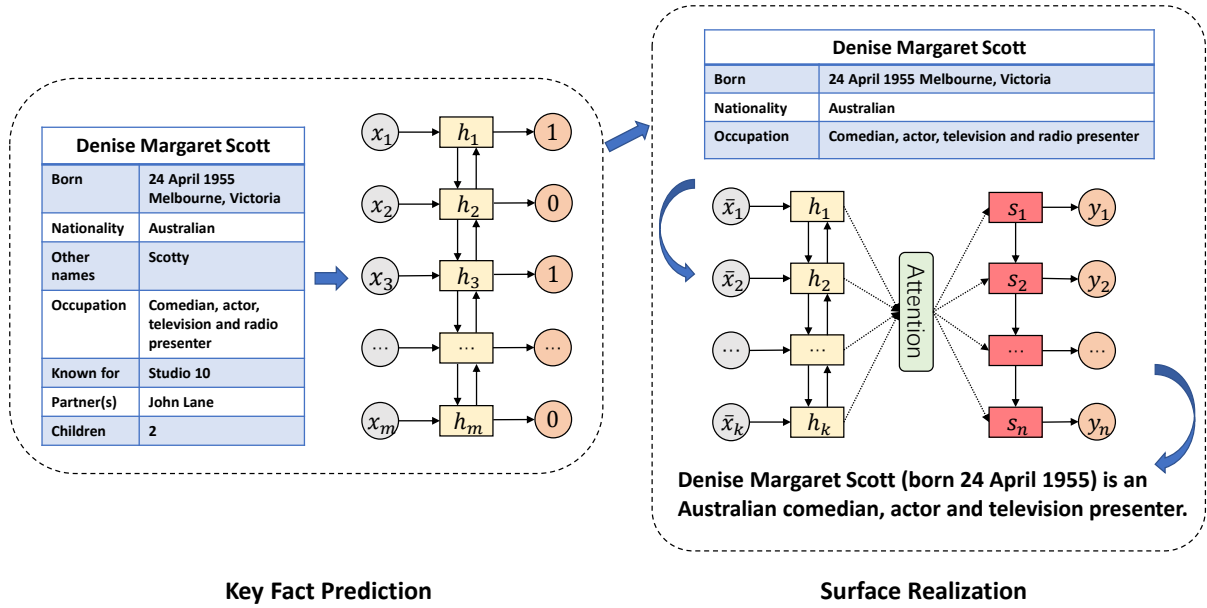 Denise Margaret Scott
Born
24 April 1955
Melbourne, Victoria
Nationality
Australian
Other
names
Scotty
Occupation
Comedian, actor,
television and radio
presenter
Known for
Studio 10
Partner(s)
John Lane
Children
2
x₁ h₁ 1
x₂ h₂ 0
x₃ h₃ 1
... ... ...
xₘ hₘ 0
Key Fact Prediction
Denise Margaret Scott
Born
24 April 1955 Melbourne, Victoria
Nationality
Australian
Occupation
Comedian, actor, television and radio presenter
x̄₁ h₁ s₁ y₁
x̄₂ h₂ s₂ y₂
Attention
... ... ... ...
x̄ₖ hₖ sₙ yₙ
Denise Margaret Scott (born 24 April 1955) is an
Australian comedian, actor and television presenter.
Surface Realization